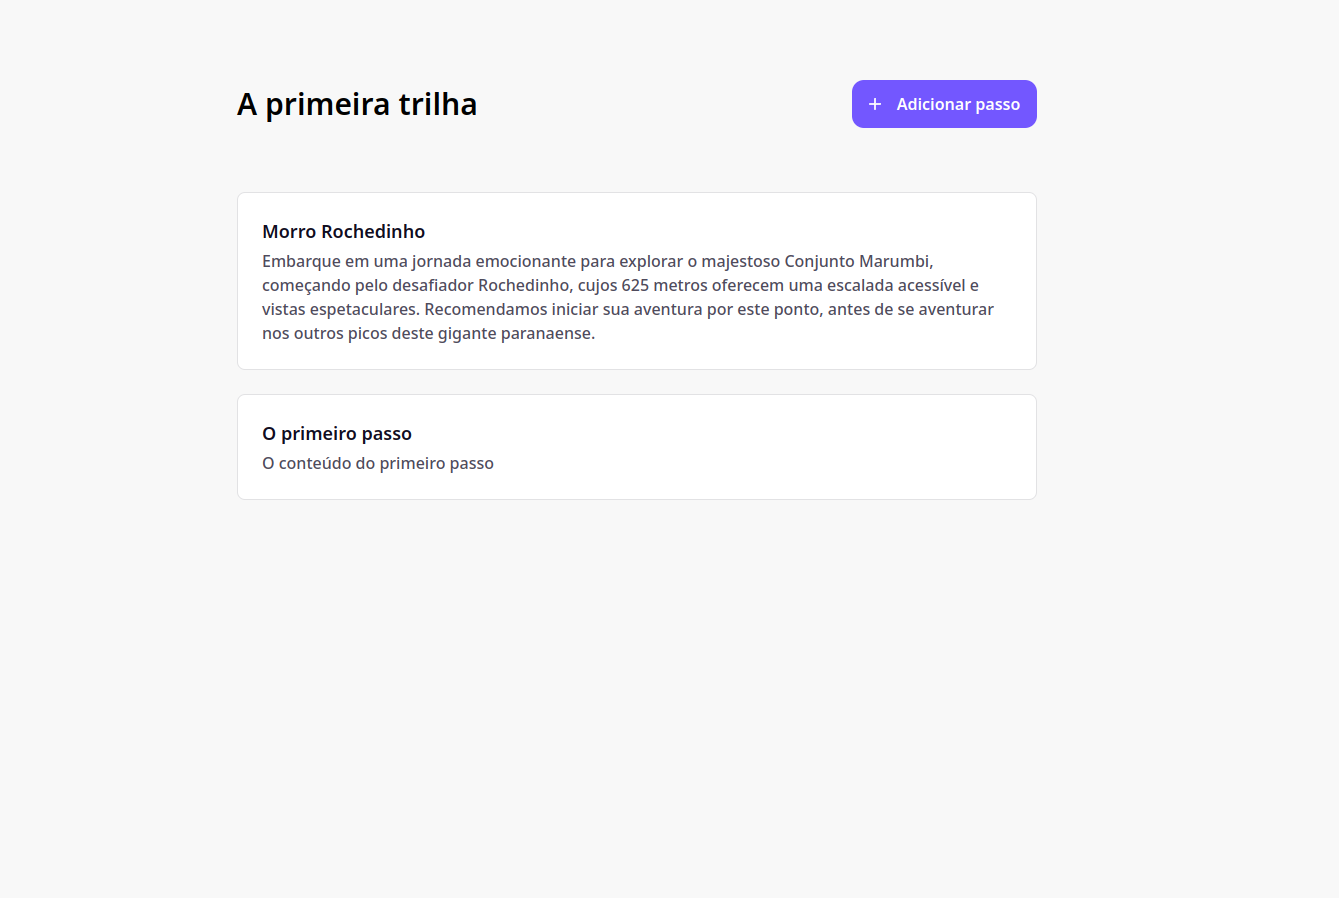 A primeira trilha
+ Adicionar passo
Morro Rochedinho
Embarque em uma jornada emocionante para explorar o majestoso Conjunto Marumbi,
começando pelo desafiador Rochedinho, cujos 625 metros oferecem uma escalada acessível e
vistas espetaculares. Recomendamos iniciar sua aventura por este ponto, antes de se aventurar
nos outros picos deste gigante paranaense.
O primeiro passo
O conteúdo do primeiro passo